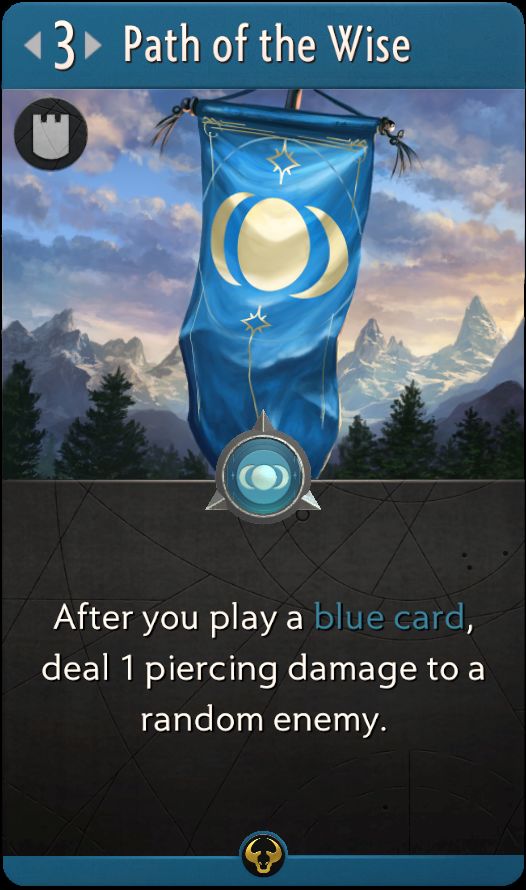 3 Path of the Wise
After you play a blue card,
deal 1 piercing damage to a
random enemy.